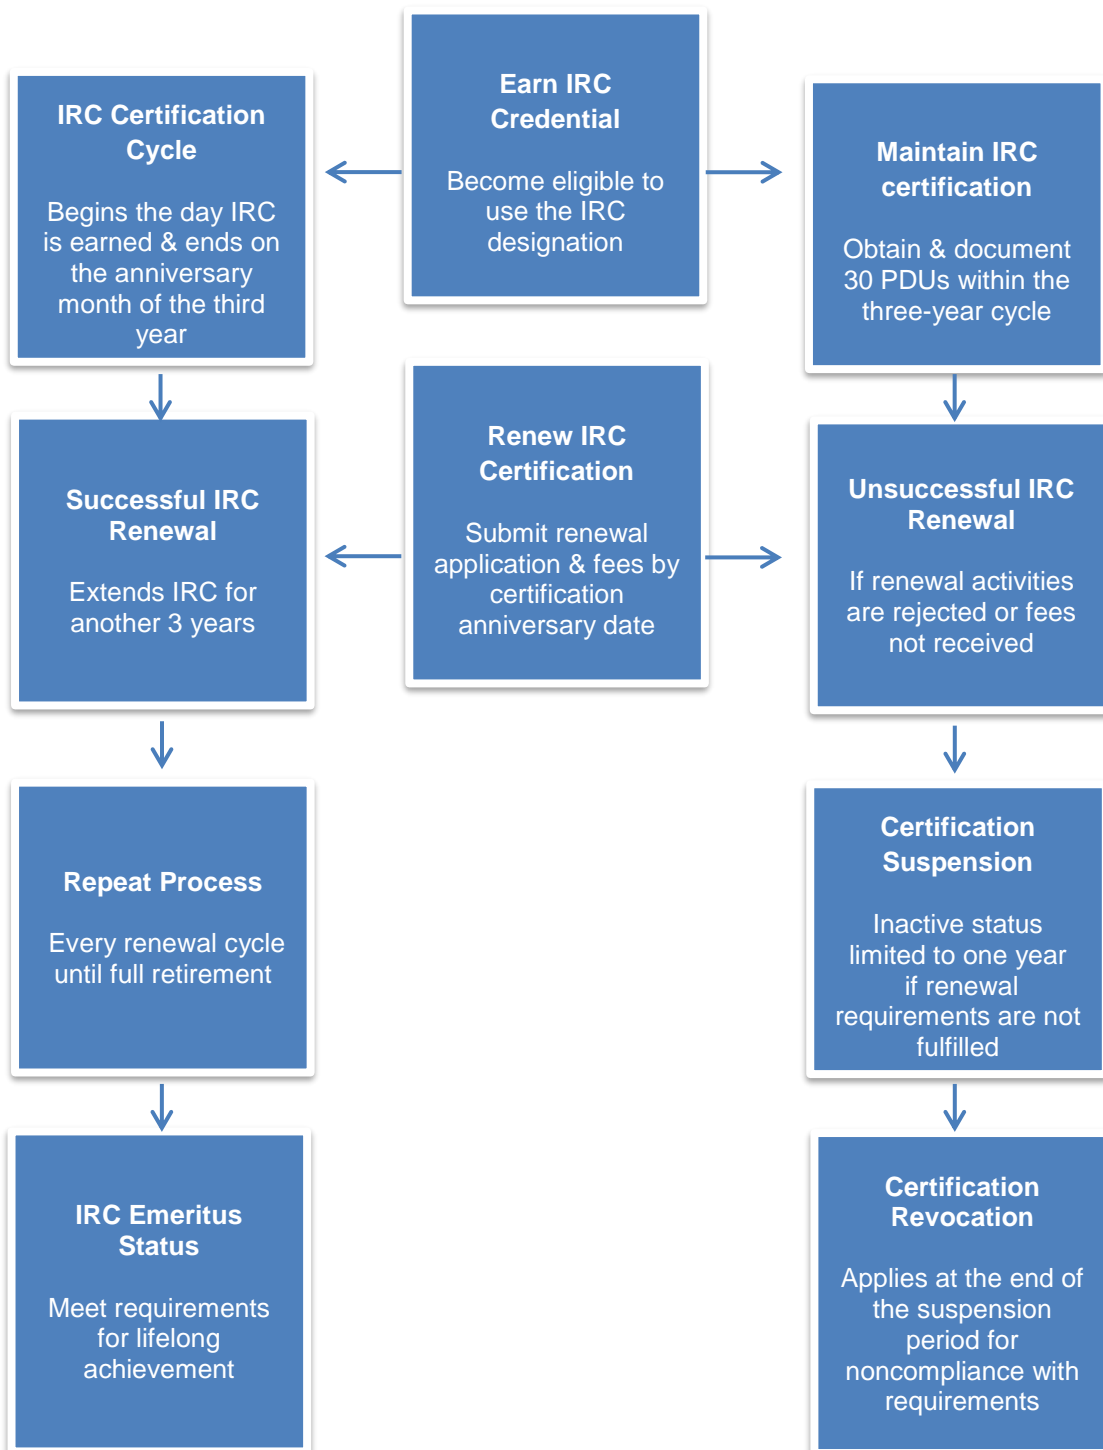 Earn IRC
Credential
Become eligible to
use the IRC
designation
IRC Certification
Cycle
Begins the day IRC
is earned & ends on
the anniversary
month of the third
year
Maintain IRC
certification
Obtain & document
30 PDUs within the
three-year cycle
Renew IRC
Certification
Submit renewal
application & fees by
certification
anniversary date
Successful IRC
Renewal
Extends IRC for
another 3 years
Unsuccessful IRC
Renewal
If renewal activities
are rejected or fees
not received
Repeat Process
Every renewal cycle
until full retirement
Certification
Suspension
Inactive status
limited to one year
if renewal
requirements are not
fulfilled
IRC Emeritus
Status
Meet requirements
for lifelong
achievement
Certification
Revocation
Applies at the end of
the suspension
period for
noncompliance with
requirements